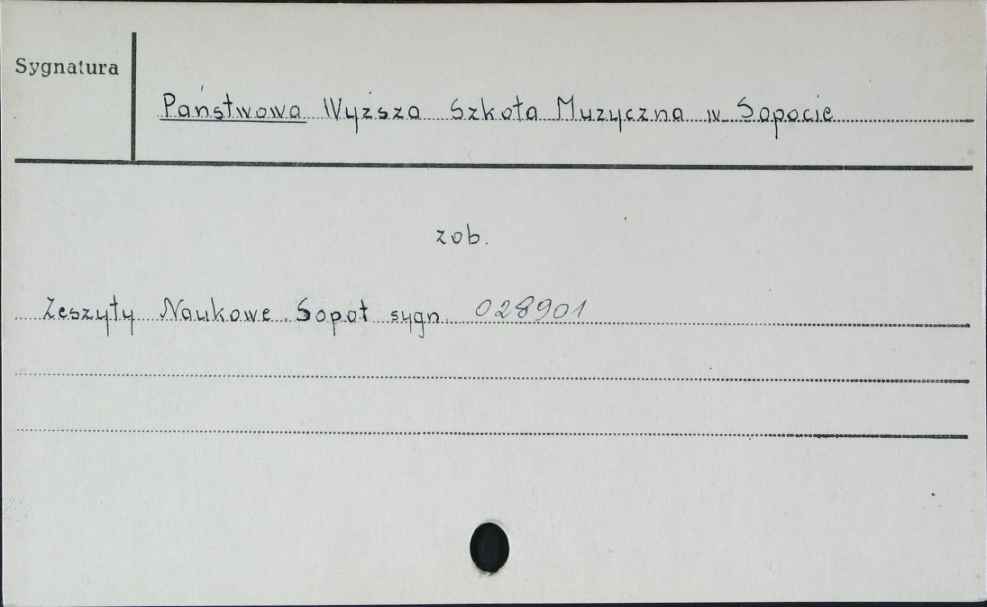 Sygnatura
Państwowa Wyższa Szkoła Muzyczna w Sopocie
zob.
Zeszyty Naukowe Sopot sygn. 028901